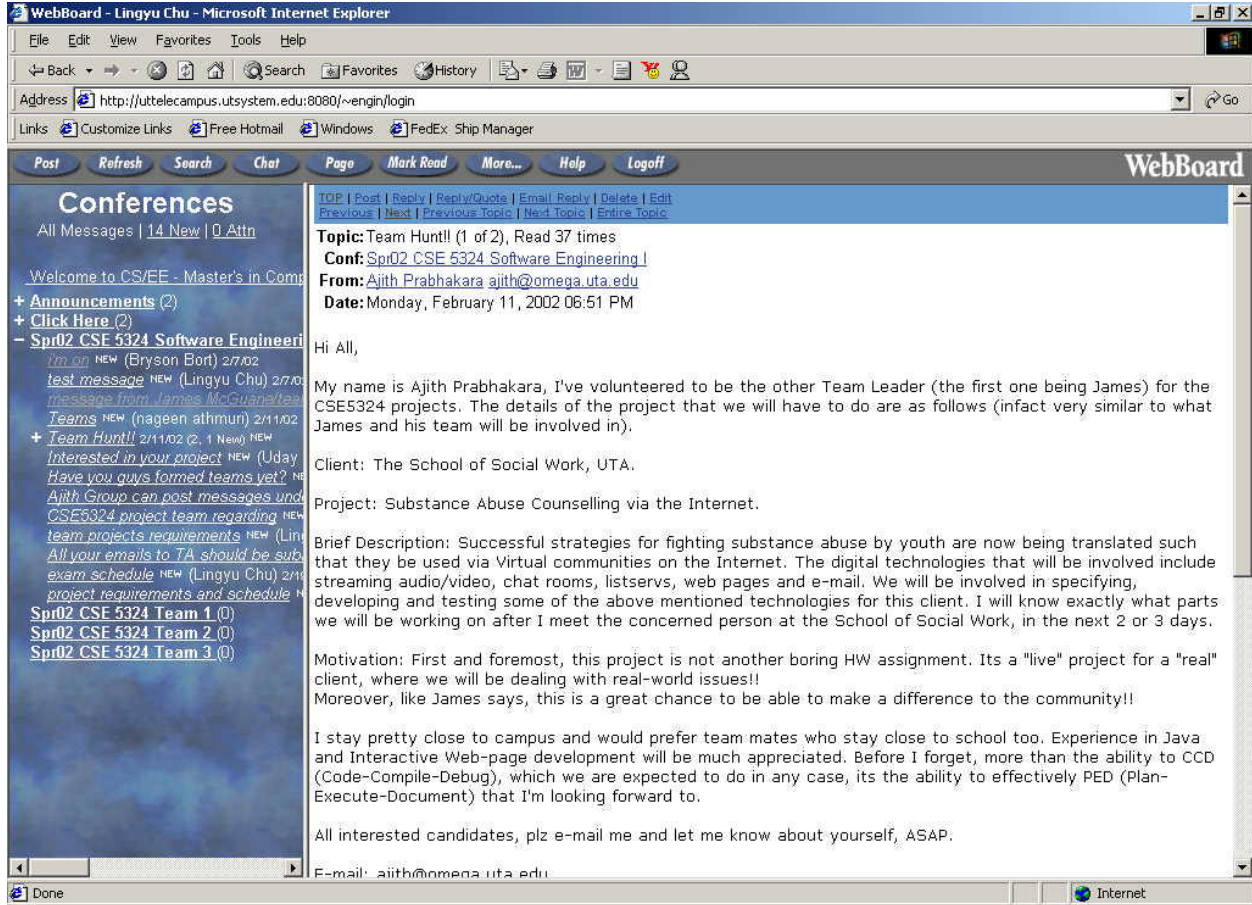 WebBoard - Lingyu Chu - Microsoft Internet Explorer
File Edit View Favorites Tools Help
Back Search Favorites History
Address http://uttelecampus.utsystem.edu:8080/~engin/login Go
Links Customize Links Free Hotmail Windows FedEx Ship Manager
Post Refresh Search Chat Page Mark Read More... Help Logoff WebBoard
Conferences
All Messages | 14 New | 0 Attn
Welcome to CS/EE - Master's in Comp
+ Announcements (2)
+ Click Here (2)
- Spr02 CSE 5324 Software Engineeri
i'm on NEW (Bryson Bort) 2/7/02
test message NEW (Lingyu Chu) 2/7/0
message from James McGuane/tea
Teams NEW (nageen athmuri) 2/11/02
+ Team Hunt!! 2/11/02 (2, 1 New) NEW
Interested in your project NEW (Uday
Have you guys formed teams yet? NE
Ajith Group can post messages und
CSE5324 project team regarding NEW
team projects requirements NEW (Lin
All your emails to TA should be sub
exam schedule NEW (Lingyu Chu) 2/1
project requirements and schedule N
Spr02 CSE 5324 Team 1 (0)
Spr02 CSE 5324 Team 2 (0)
Spr02 CSE 5324 Team 3 (0)
TOP | Post | Reply | Reply/Quote | Email Reply | Delete | Edit
Previous | Next | Previous Topic | Next Topic | Entire Topic
Topic: Team Hunt!! (1 of 2), Read 37 times
Conf: Spr02 CSE 5324 Software Engineering I
From: Ajith Prabhakara ajith@omega.uta.edu
Date: Monday, February 11, 2002 06:51 PM
Hi All,
My name is Ajith Prabhakara, I've volunteered to be the other Team Leader (the first one being James) for the
CSE5324 projects. The details of the project that we will have to do are as follows (infact very similar to what
James and his team will be involved in).
Client: The School of Social Work, UTA.
Project: Substance Abuse Counselling via the Internet.
Brief Description: Successful strategies for fighting substance abuse by youth are now being translated such
that they be used via Virtual communities on the Internet. The digital technologies that will be involved include
streaming audio/video, chat rooms, listservs, web pages and e-mail. We will be involved in specifying,
developing and testing some of the above mentioned technologies for this client. I will know exactly what parts
we will be working on after I meet the concerned person at the School of Social Work, in the next 2 or 3 days.
Motivation: First and foremost, this project is not another boring HW assignment. Its a "live" project for a "real"
client, where we will be dealing with real-world issues!!
Moreover, like James says, this is a great chance to be able to make a difference to the community!!
I stay pretty close to campus and would prefer team mates who stay close to school too. Experience in Java
and Interactive Web-page development will be much appreciated. Before I forget, more than the ability to CCD
(Code-Compile-Debug), which we are expected to do in any case, its the ability to effectively PED (Plan-
Execute-Document) that I'm looking forward to.
All interested candidates, plz e-mail me and let me know about yourself, ASAP.
E-mail: ajith@omega.uta.edu
Done Internet